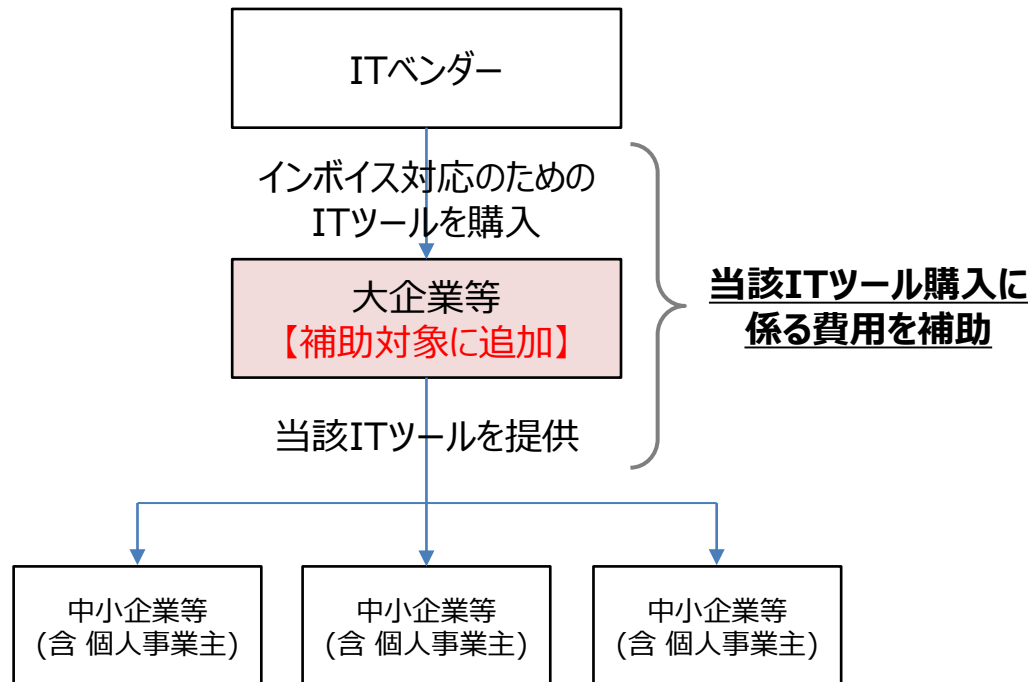 ITベンダー
インボイス対応のための
ITツールを購入
大企業等
【補助対象に追加】
当該ITツール購入に
係る費用を補助
当該ITツールを提供
中小企業等
(含 個人事業主)
中小企業等
(含 個人事業主)
中小企業等
(含 個人事業主)